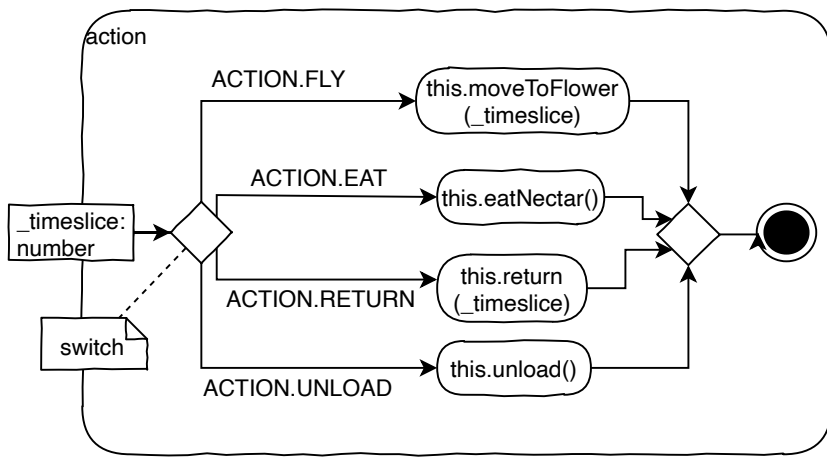 action
ACTION.FLY
this.moveToFlower
(_timeslice)
ACTION.EAT
this.eatNectar()
_timeslice:
number
ACTION.RETURN
this.return
(_timeslice)
switch
ACTION.UNLOAD
this.unload()